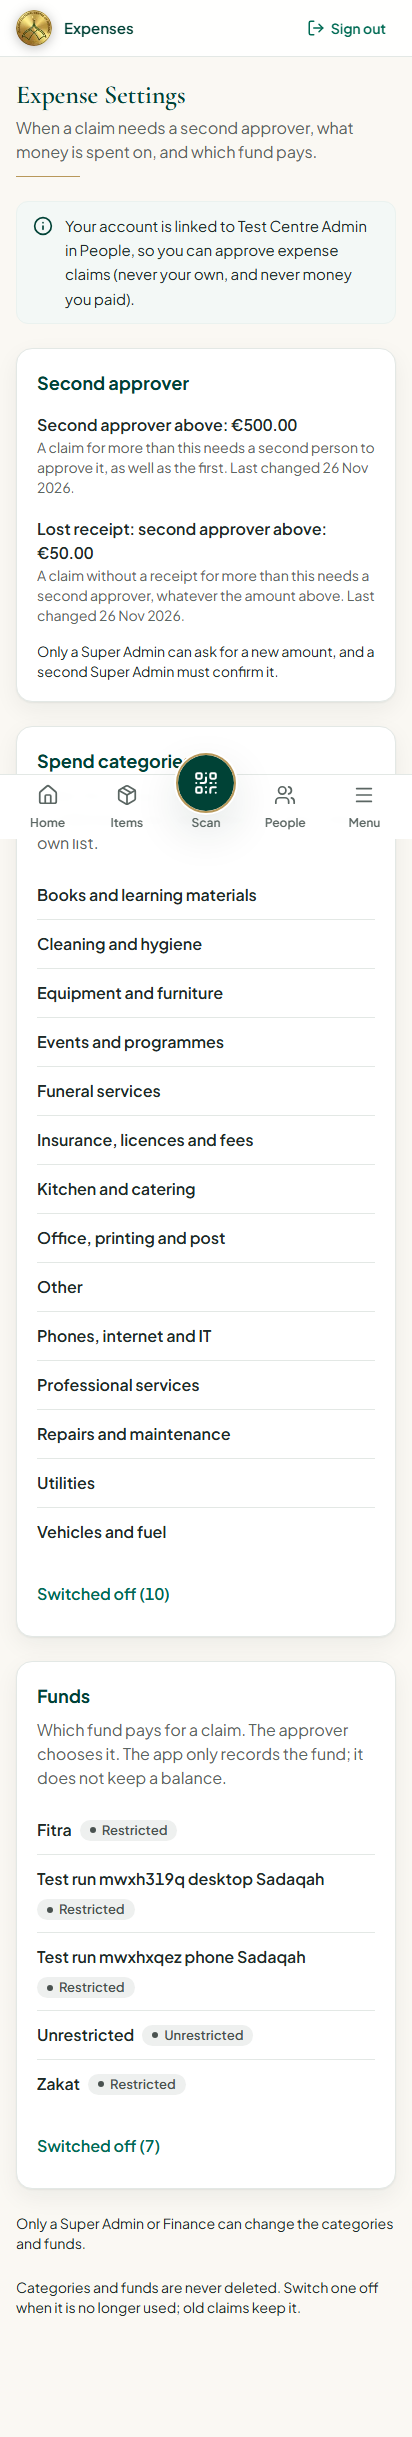 Expenses
Sign out
Expense Settings
When a claim needs a second approver, what
money is spent on, and which fund pays.
Your account is linked to Test Centre Admin
in People, so you can approve expense
claims (never your own, and never money
you paid).
Second approver
Second approver above: €500.00
A claim for more than this needs a second person to
approve it, as well as the first. Last changed 26 Nov
2026.
Lost receipt: second approver above:
€50.00
A claim without a receipt for more than this needs a
second approver, whatever the amount above. Last
changed 26 Nov 2026.
Only a Super Admin can ask for a new amount, and a
second Super Admin must confirm it.
Spend categorie
Home
Items
Scan
People
Menu
own list.
Books and learning materials
Cleaning and hygiene
Equipment and furniture
Events and programmes
Funeral services
Insurance, licences and fees
Kitchen and catering
Office, printing and post
Other
Phones, internet and IT
Professional services
Repairs and maintenance
Utilities
Vehicles and fuel
Switched off (10)
Funds
Which fund pays for a claim. The approver
chooses it. The app only records the fund; it
does not keep a balance.
Fitra Restricted
Test run mwxh319q desktop Sadaqah
Restricted
Test run mwxhxqez phone Sadaqah
Restricted
Unrestricted Unrestricted
Zakat Restricted
Switched off (7)
Only a Super Admin or Finance can change the categories
and funds.
Categories and funds are never deleted. Switch one off
when it is no longer used; old claims keep it.